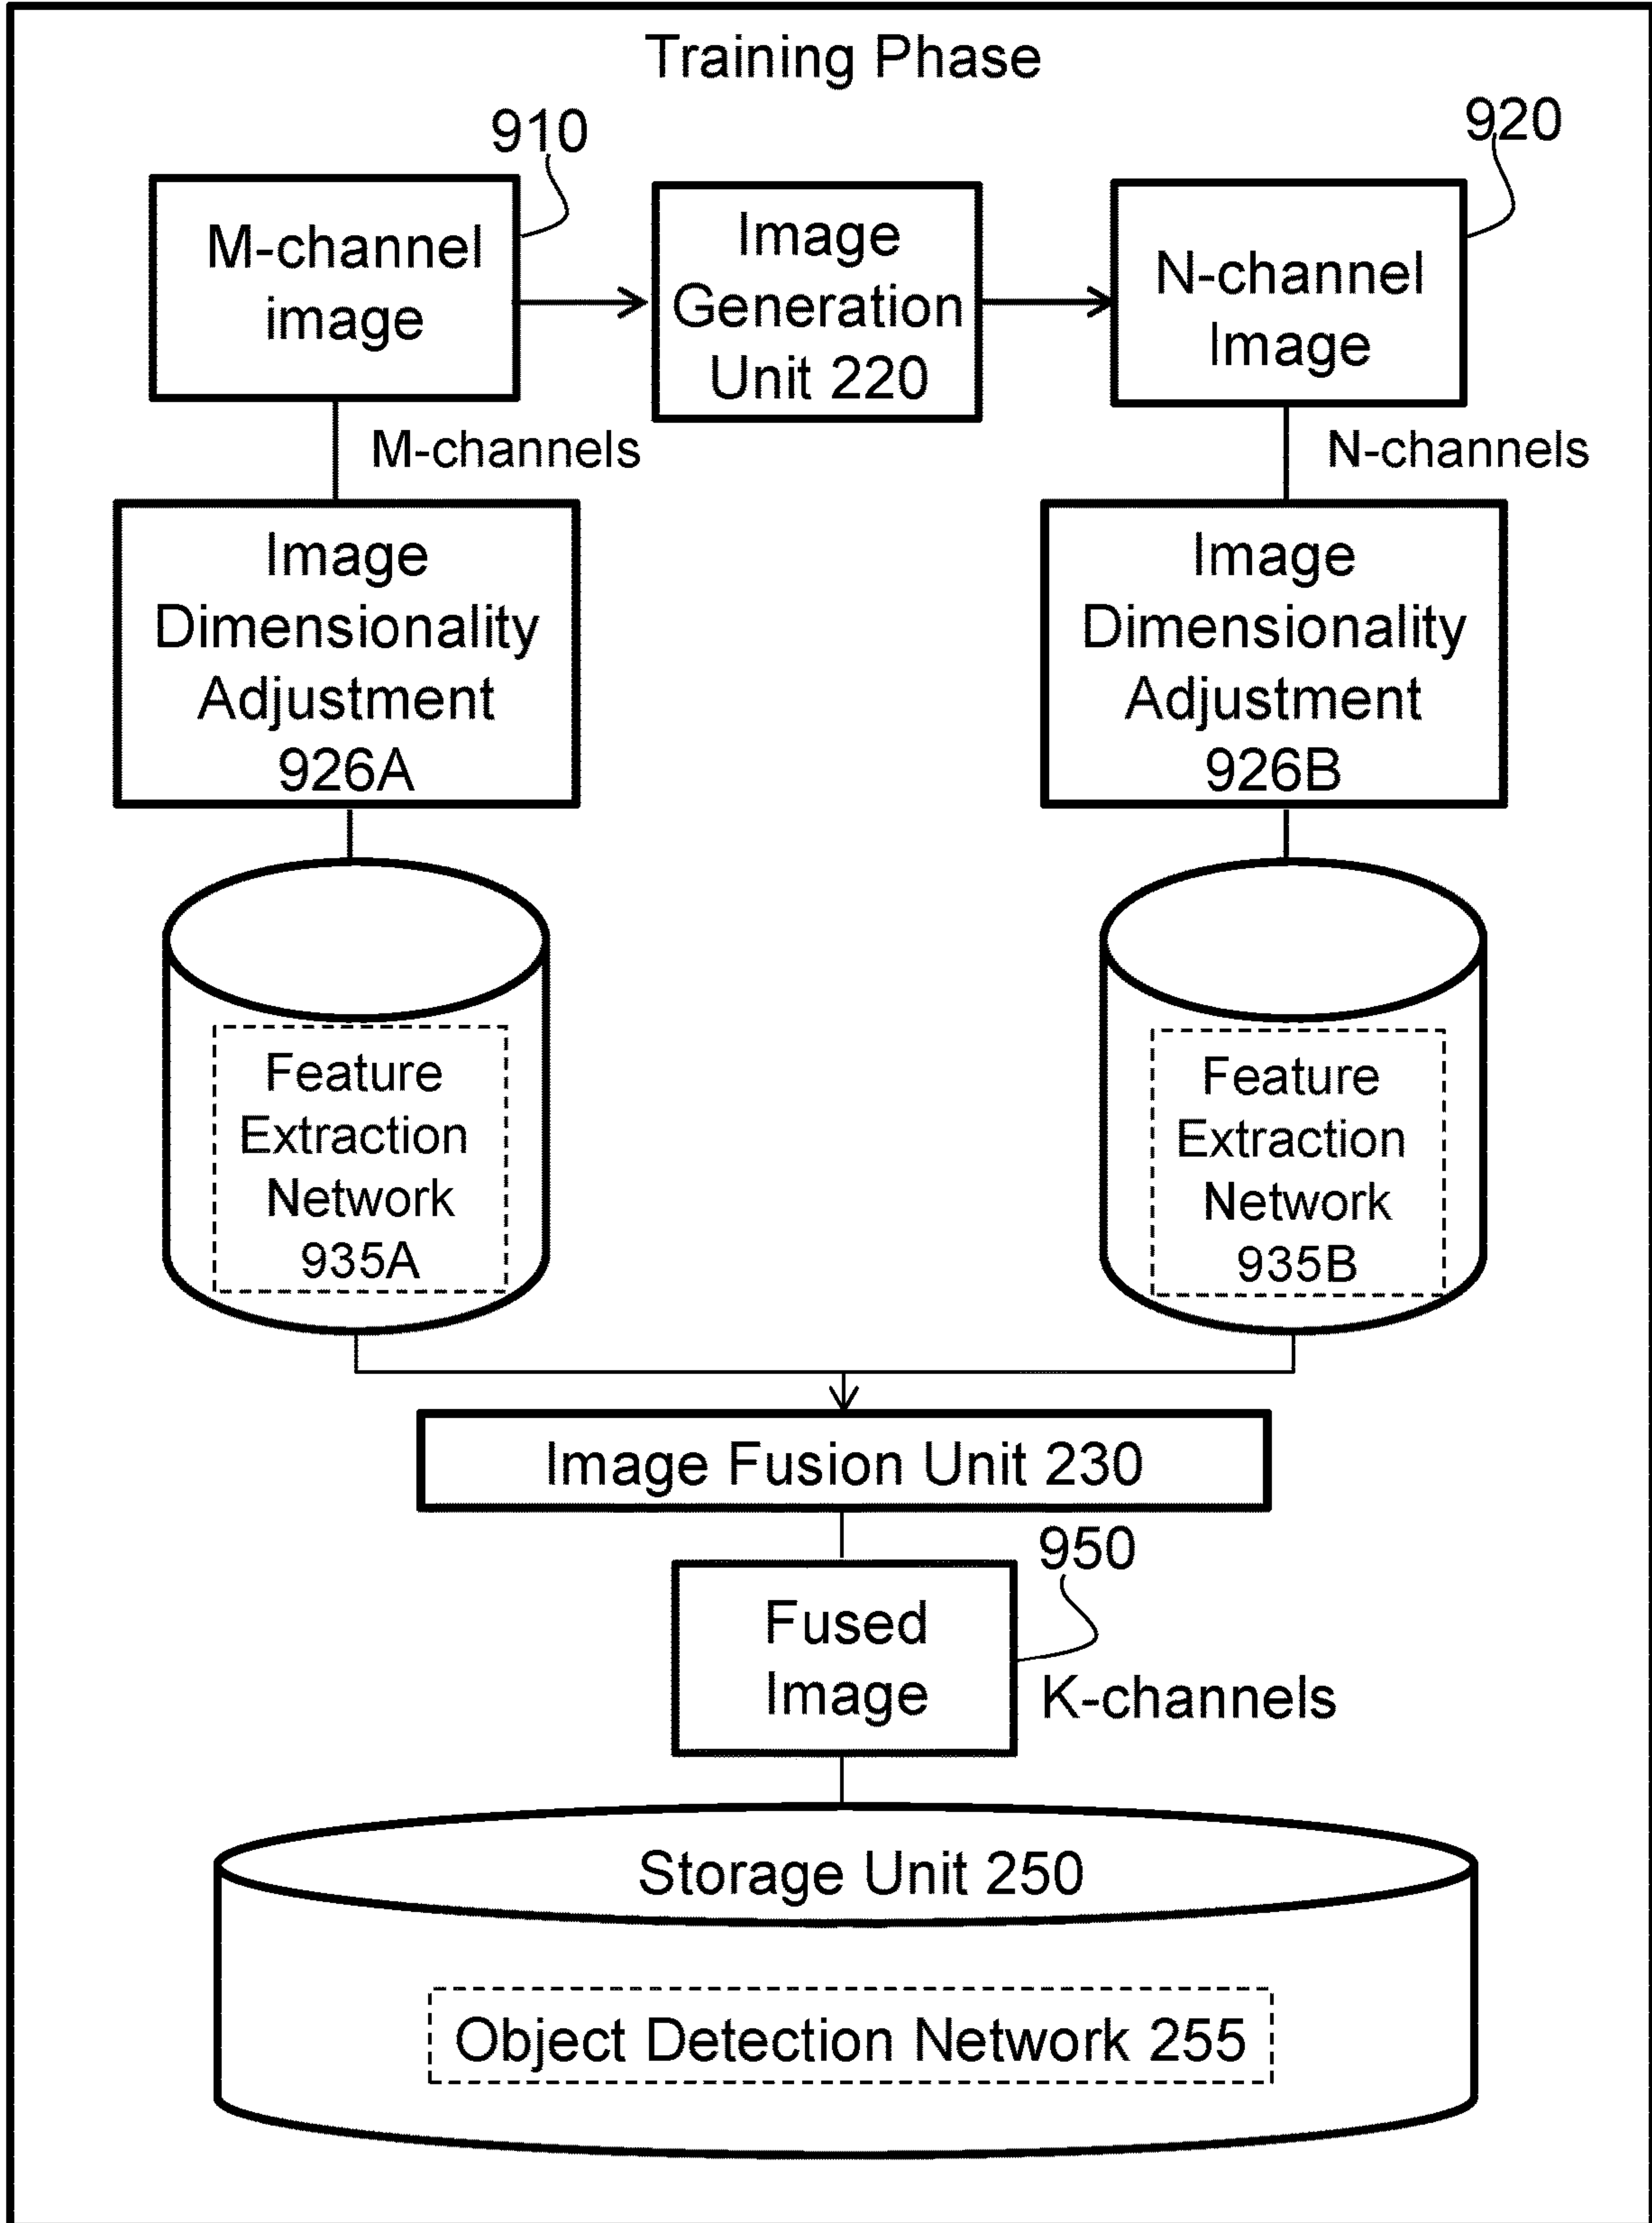 Training Phase
910
920
M-channel
image
Image
Generation
Unit 220
N-channel
Image
M-channels
N-channels
Image
Dimensionality
Adjustment
926A
Image
Dimensionality
Adjustment
926B
Feature
Extraction
Network
935A
Feature
Extraction
Network
935B
Image Fusion Unit 230
950
Fused
Image
K-channels
Storage Unit 250
Object Detection Network 255